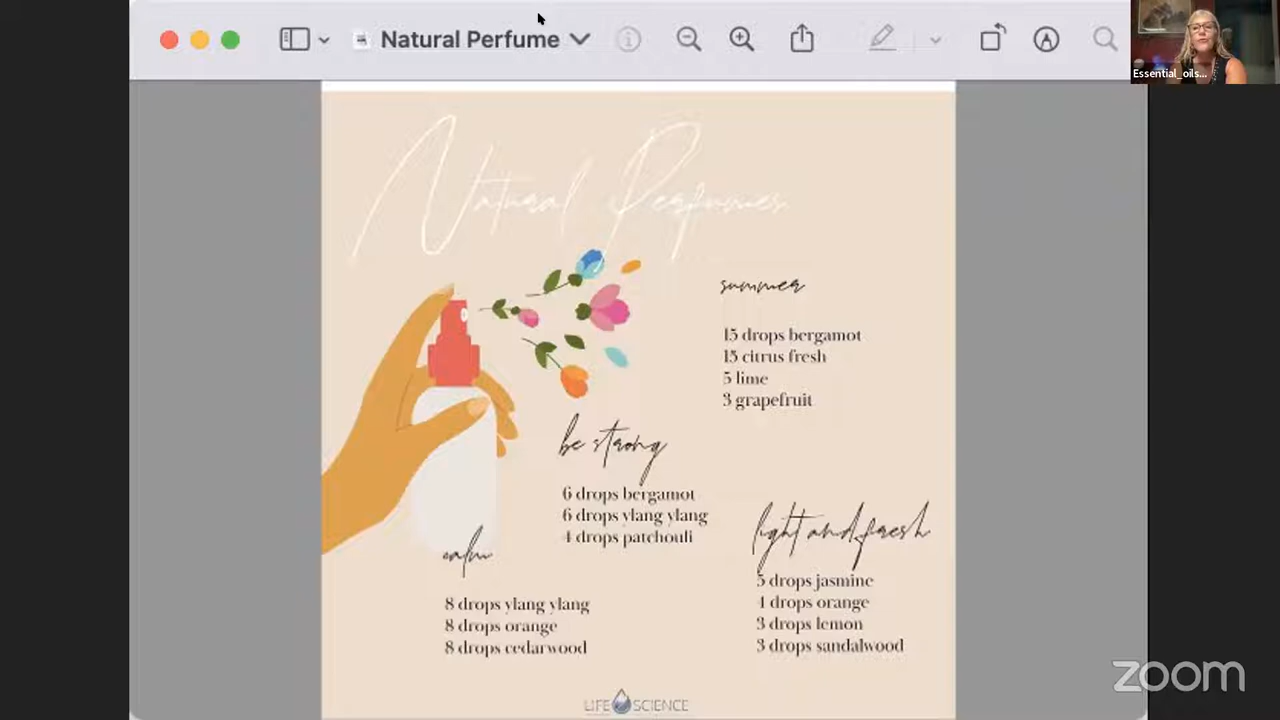 Natural Perfume
Essential_oils...
Natural Perfumes
summer
15 drops bergamot
15 citrus fresh
5 lime
3 grapefruit
be strong
6 drops bergamot
6 drops ylang ylang
4 drops patchouli
light and fresh
5 drops jasmine
4 drops orange
3 drops lemon
3 drops sandalwood
calm
8 drops ylang ylang
8 drops orange
8 drops cedarwood
LIFE SCIENCE
zoom